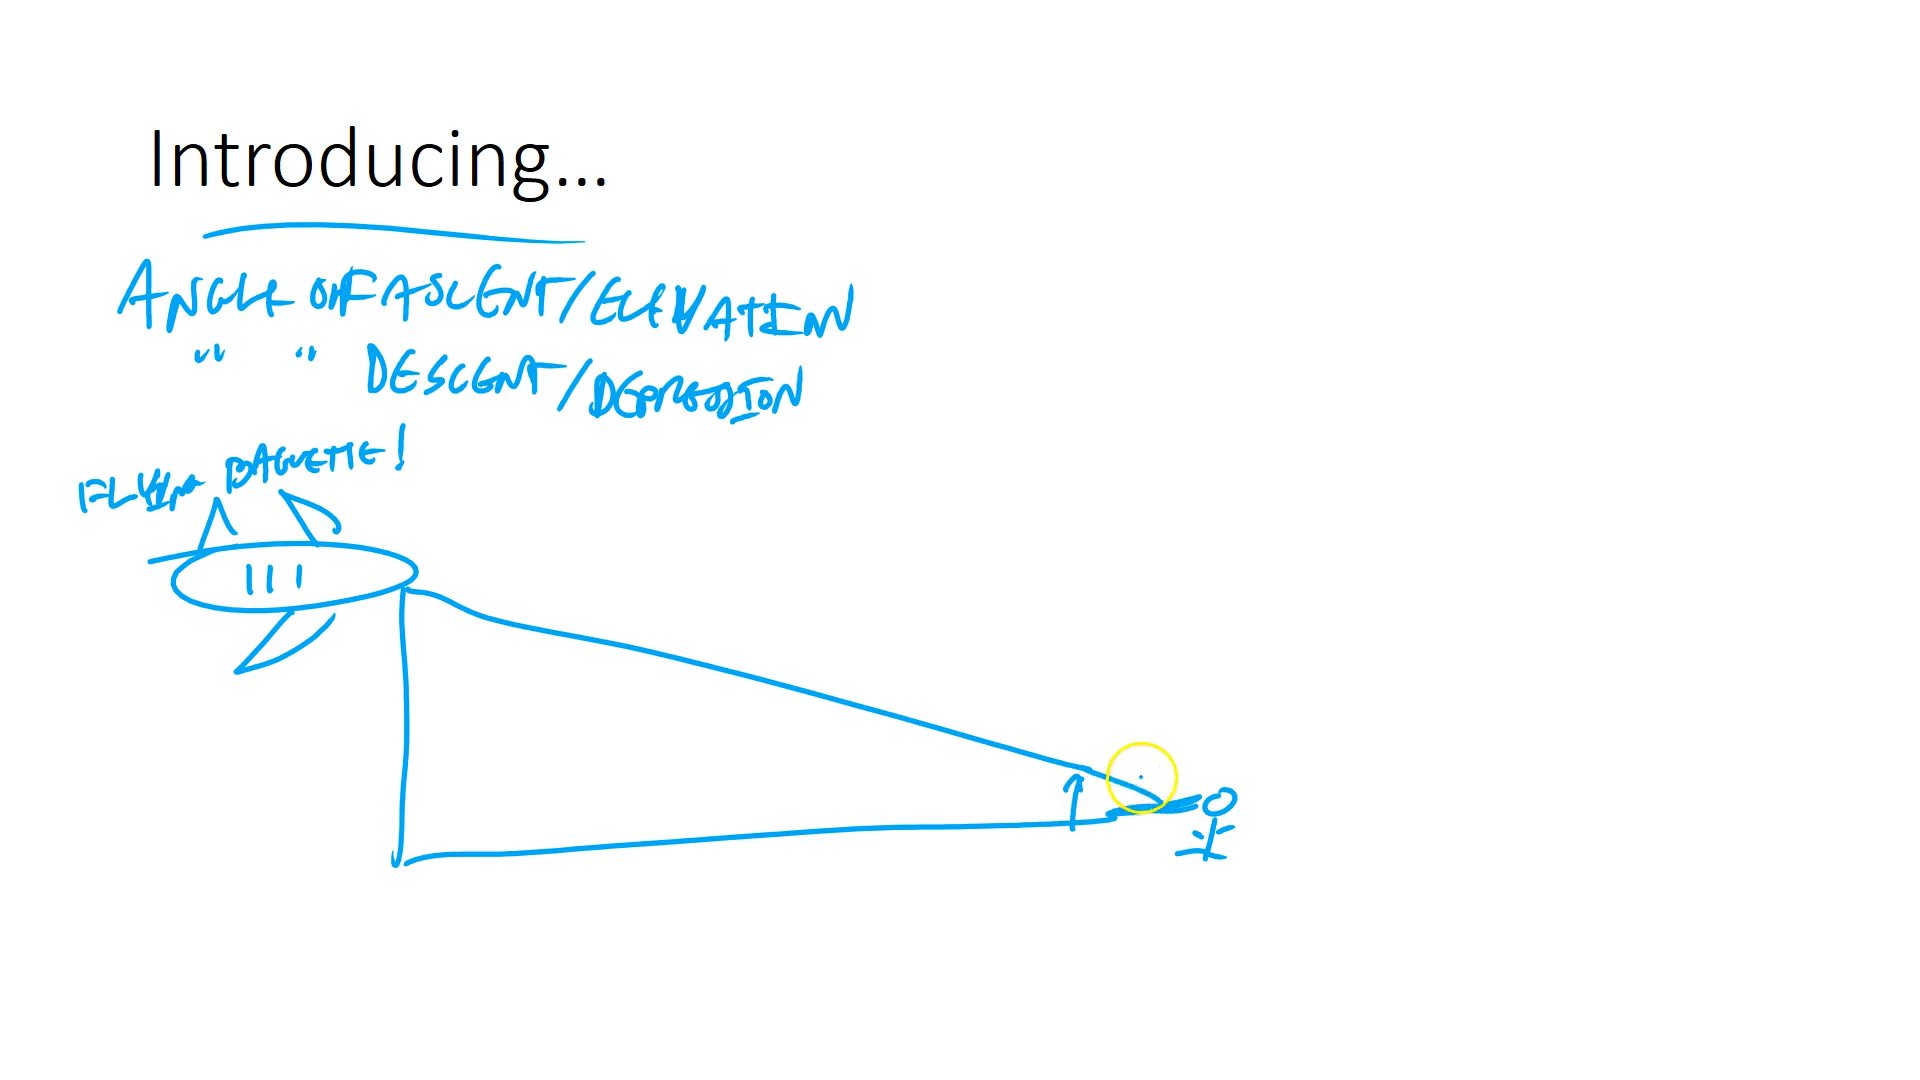 Introducing...
ANGLE OF ASCENT/ELEVATION
" " DESCENT/DEPRESSION
FLYING BAGUETTE!